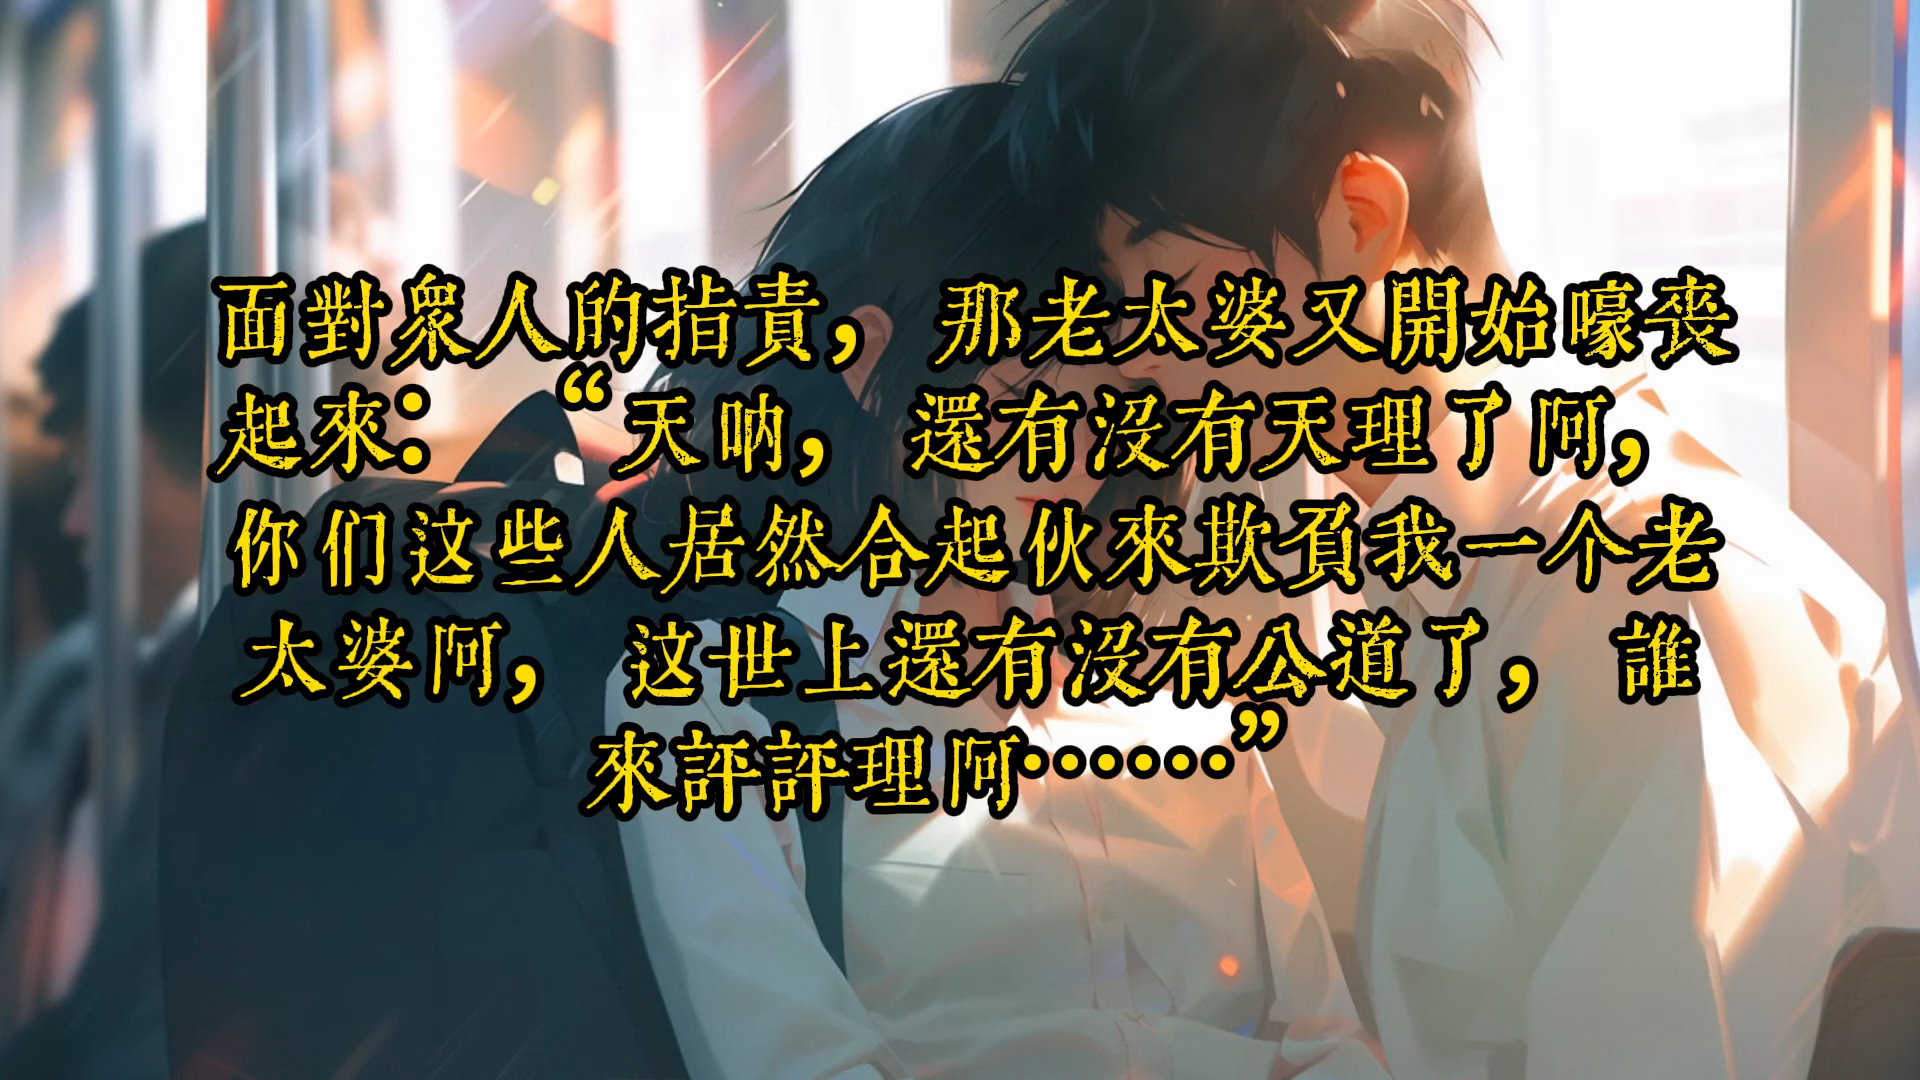 面對衆人的指責，那老太婆又開始嚎喪
起來：“天呐，還有沒有天理了阿，
你们这些人居然合起伙來欺負我一个老
太婆阿，这世上還有沒有公道了，誰
來評評理阿……”